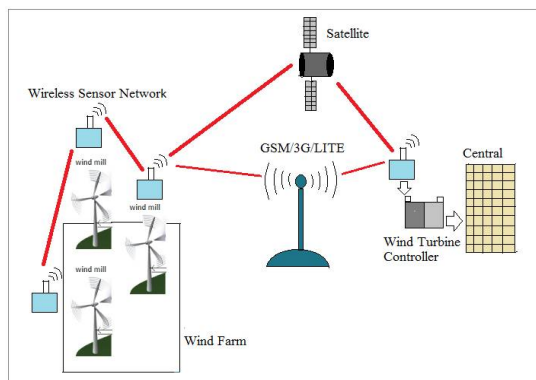 Satellite
Wireless Sensor Network
GSM/3G/LITE
Central
wind mill
wind mill
wind mill
Wind Turbine
Controller
Wind Farm